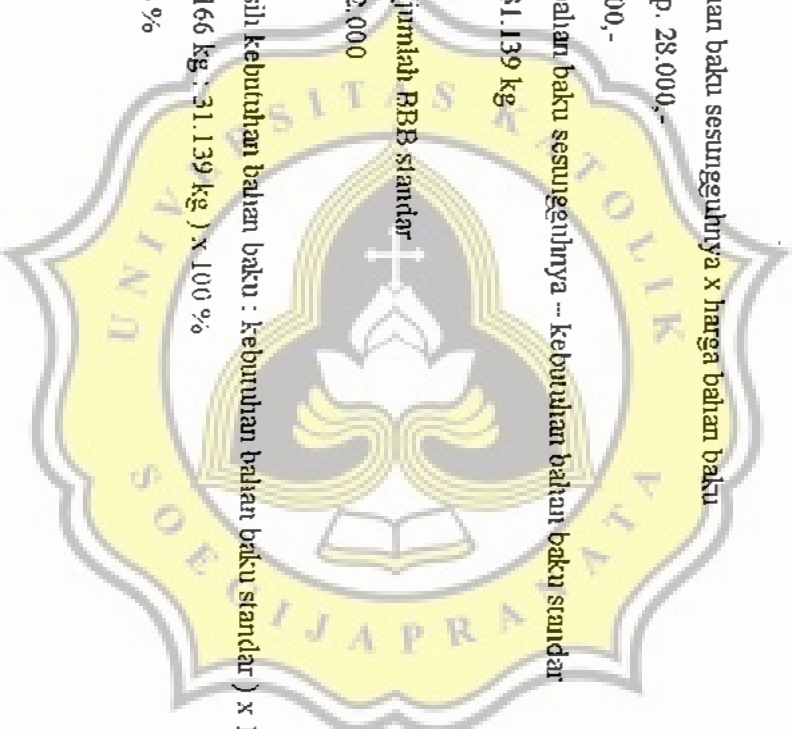 an baku sesungguhnya x harga bahan baku
p. 28.000,-
00,-
bahan baku sesungguhnya -- kebutuhan bahan baku standar
31.139 kg
jumlah BBB standar
2.000
sih kebutuhan bahan baku : kebutuhan bahan baku standar ) x 1
166 kg : 31.139 kg ) x 100 %
%
UNIVERSITAS KATOLIK
SOEGIJAPRANATA